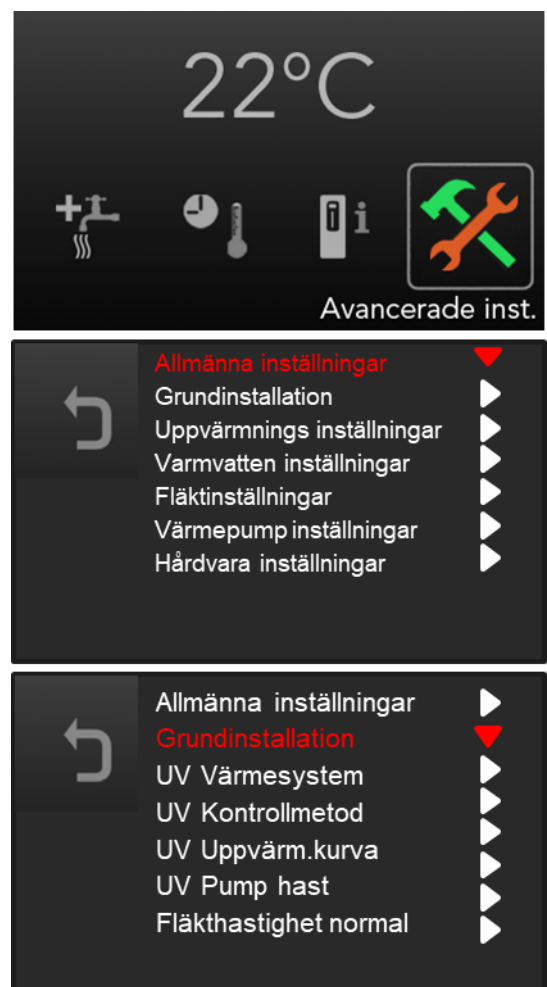 22°C
+
i
Avancerade inst.
Allmänna inställningar
Grundinstallation
Uppvärmnings inställningar
Varmvatten inställningar
Fläktinställningar
Värmepump inställningar
Hårdvara inställningar
Allmänna inställningar
Grundinstallation
UV Värmesystem
UV Kontrollmetod
UV Uppvärm.kurva
UV Pump hast
Fläkthastighet normal